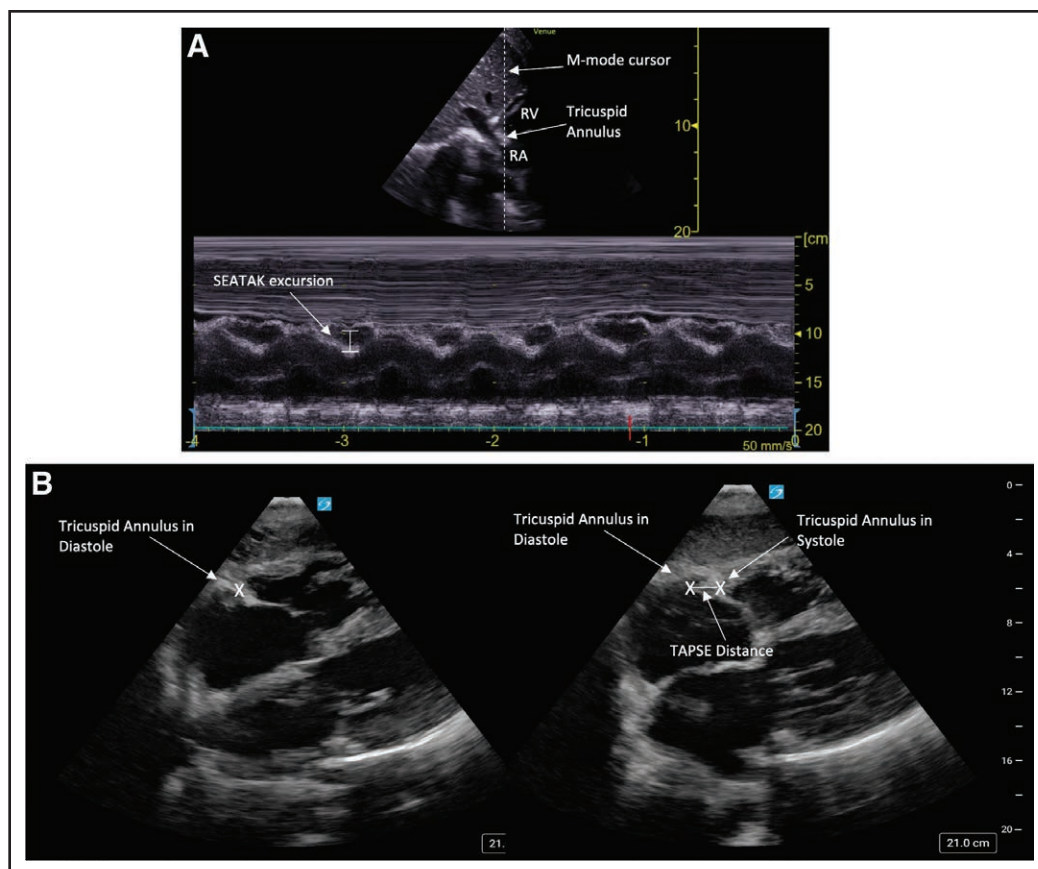 A
Venue
M-mode cursor
RV
Tricuspid
Annulus
RA
10
20
[cm
SEATAK excursion
5
10
15
20
-4
-3
-2
-1
0
50 mm/s
B
Tricuspid Annulus in
Diastole
Tricuspid Annulus in
Diastole
Tricuspid Annulus in
Systole
X
X X
TAPSE Distance
0
4
8
12
16
20
21.
21.0 cm